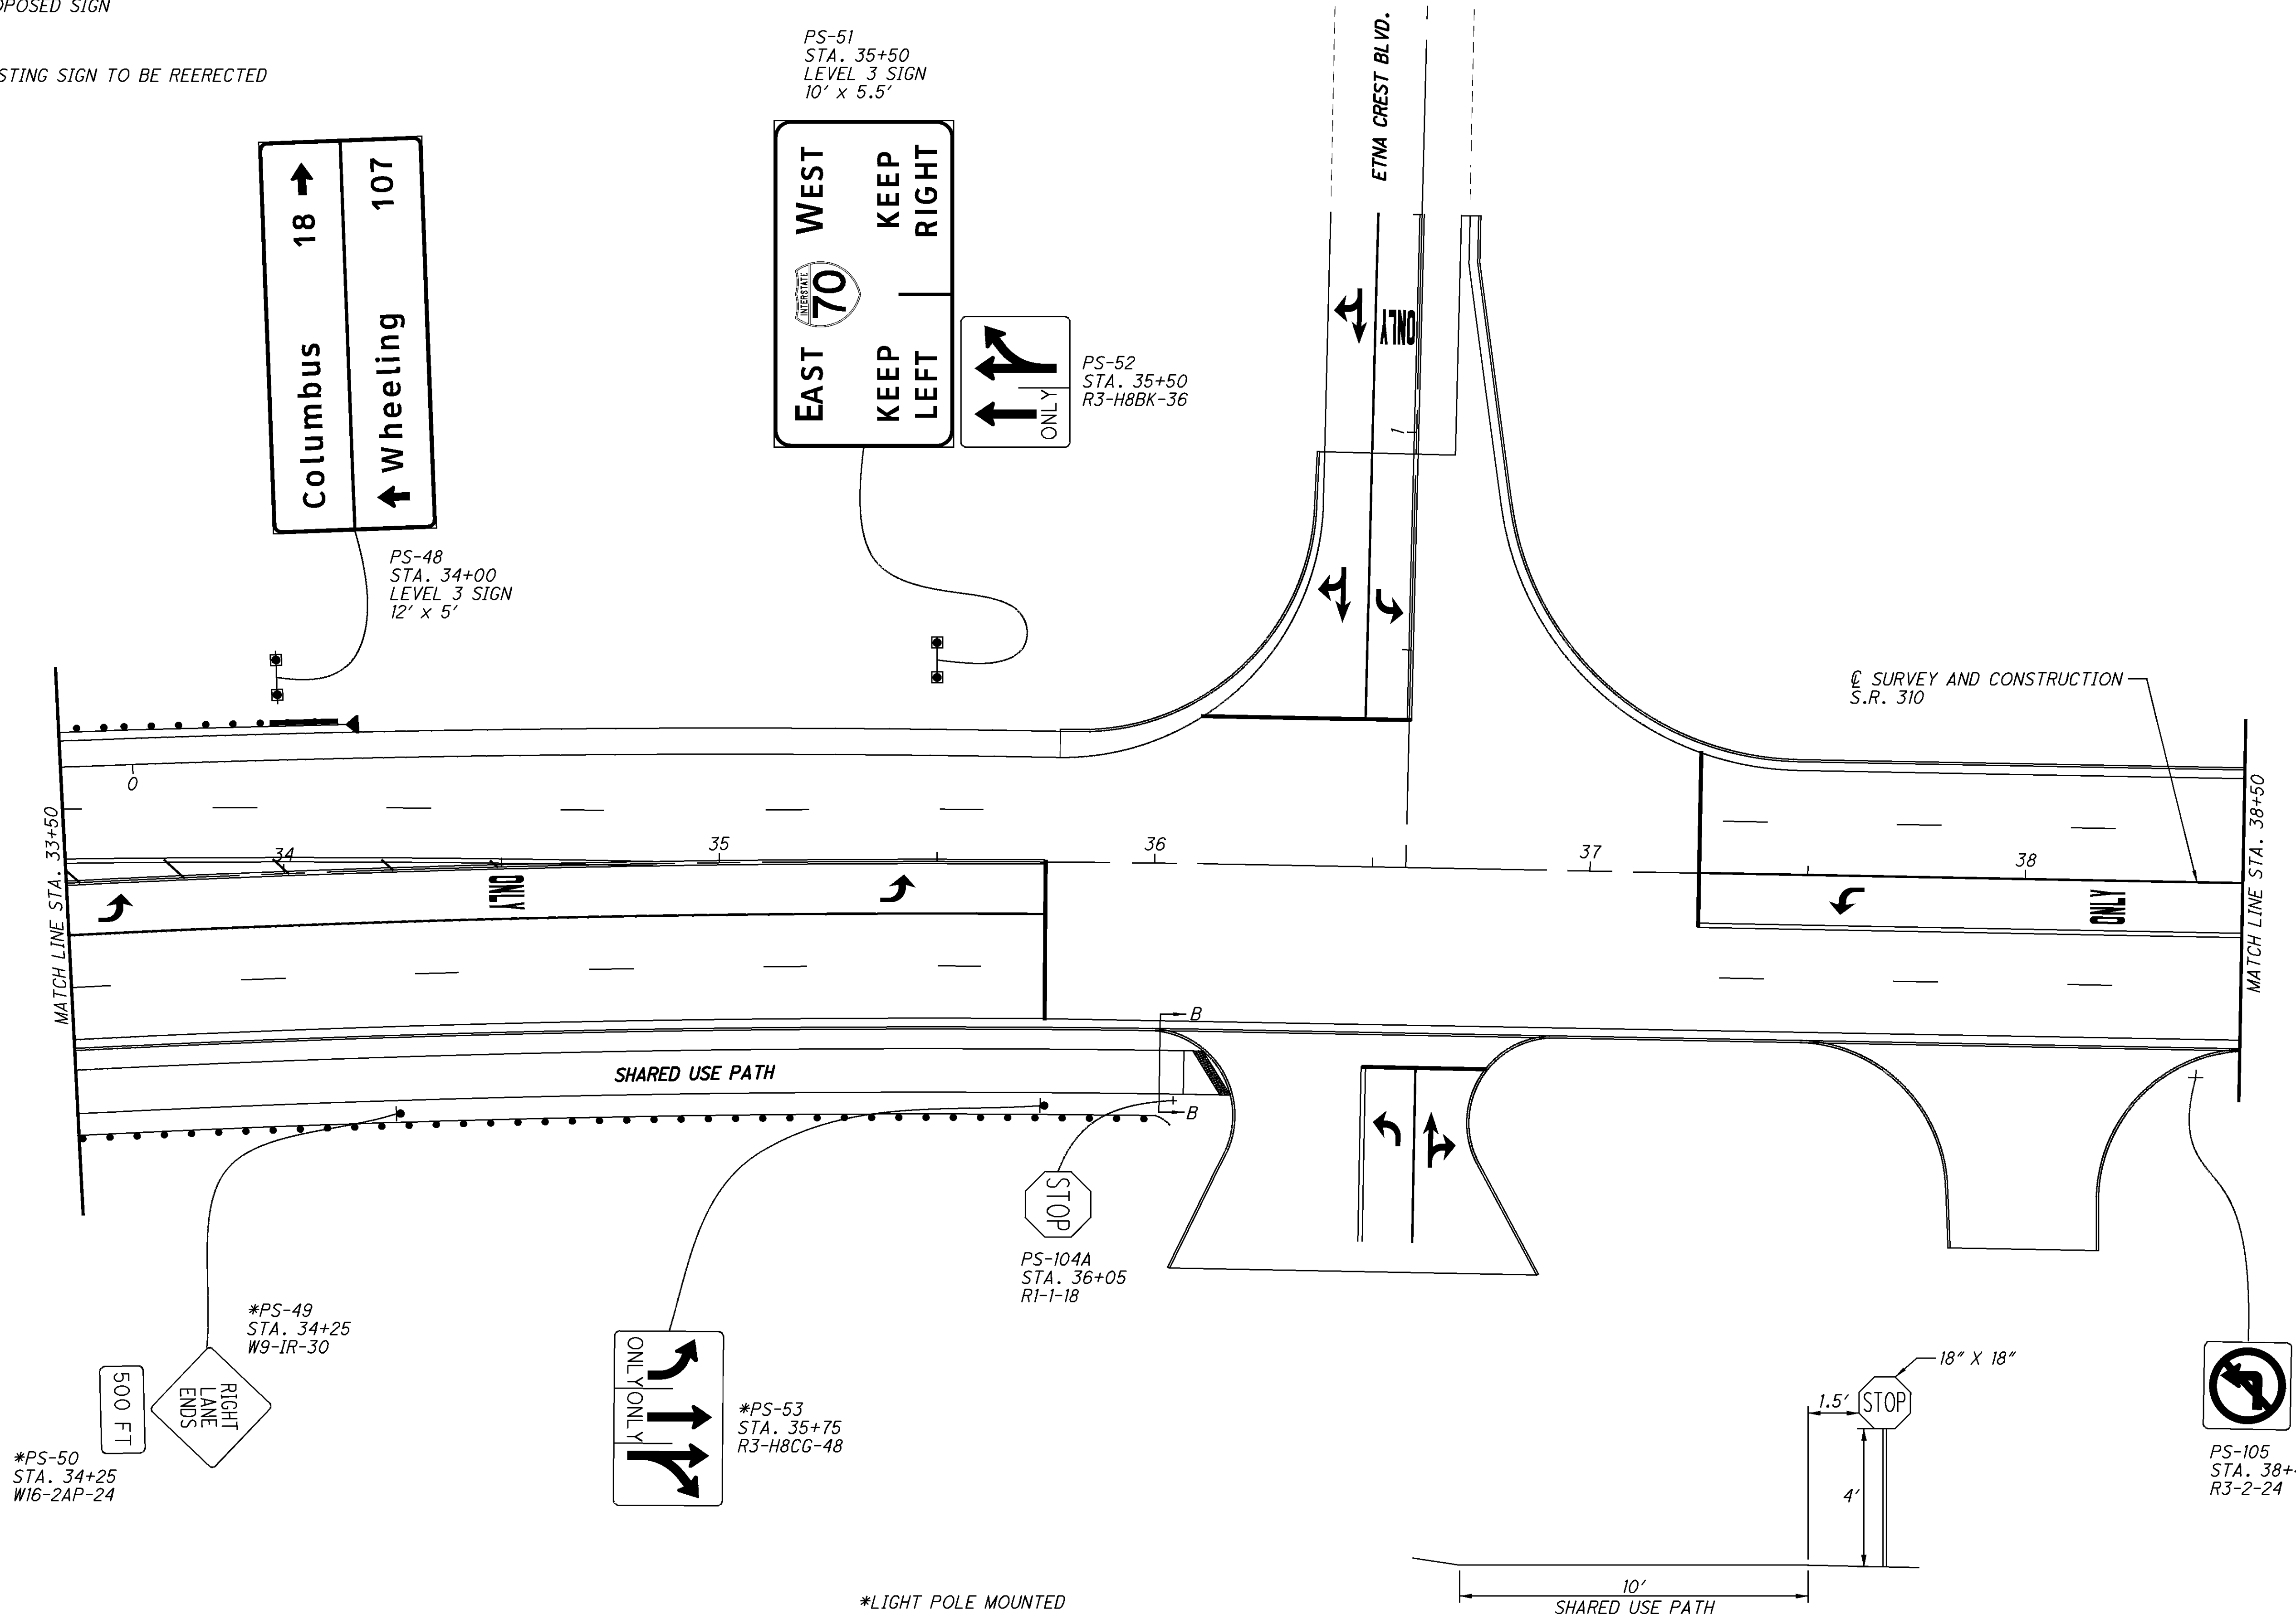 OPOSED SIGN
STING SIGN TO BE REERECTED
Columbus 18
Wheeling 107
PS-48
STA. 34+00
LEVEL 3 SIGN
12' x 5'
PS-51
STA. 35+50
LEVEL 3 SIGN
10' x 5.5'
EAST INTERSTATE 70 WEST
KEEP KEEP
LEFT RIGHT
ONLY
PS-52
STA. 35+50
R3-H8BK-36
ETNA CREST BLVD.
ONLY
1
℄ SURVEY AND CONSTRUCTION
S.R. 310
MATCH LINE STA. 33+50
0
34
35
36
37
38
ONLY
ONLY
MATCH LINE STA. 38+50
SHARED USE PATH
B
B
STOP
PS-104A
STA. 36+05
R1-1-18
*PS-49
STA. 34+25
W9-IR-30
RIGHT
LANE
ENDS
500 FT
*PS-50
STA. 34+25
W16-2AP-24
ONLY ONLY
*PS-53
STA. 35+75
R3-H8CG-48
18" X 18"
1.5'
STOP
4'
10'
SHARED USE PATH
PS-105
STA. 38+
R3-2-24
*LIGHT POLE MOUNTED